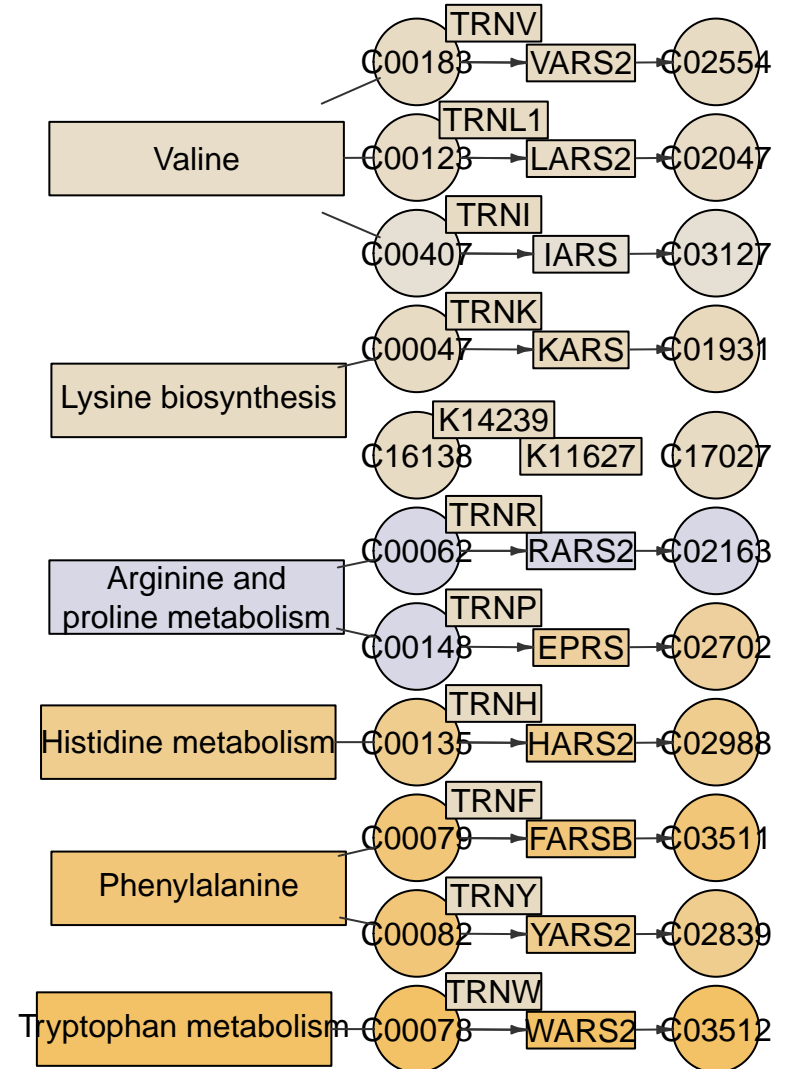 TRNV
C00183 VARS2 C02554
TRNL1
Valine C00123 LARS2 C02047
TRNI
C00407 IARS C03127
TRNK
C00047 KARS C01931
Lysine biosynthesis
K14239
C16138 K11627 C17027
TRNR
C00062 RARS2 C02163
Arginine and
proline metabolism
TRNP
C00148 EPRS C02702
TRNH
Histidine metabolism C00135 HARS2 C02988
TRNF
C00079 FARSB C03511
Phenylalanine
TRNY
C00082 YARS2 C02839
TRNW
Tryptophan metabolism C00078 WARS2 C03512